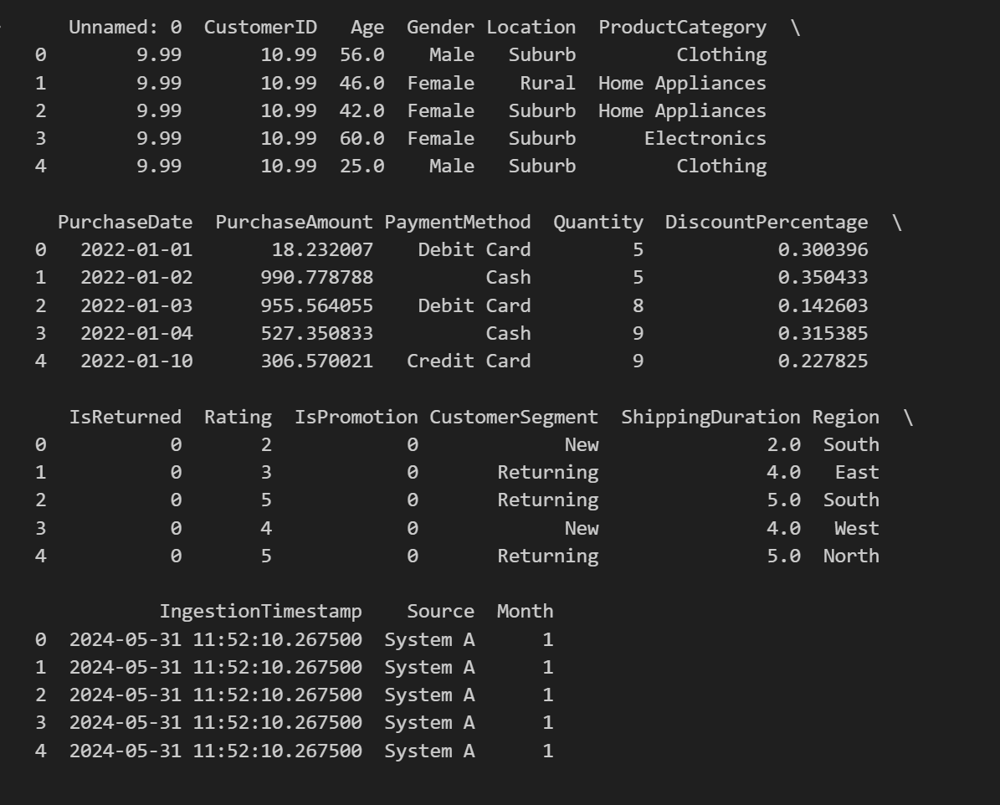 Unnamed: 0  CustomerID   Age  Gender Location  ProductCategory  \
0        9.99       10.99  56.0    Male   Suburb         Clothing
1        9.99       10.99  46.0  Female    Rural  Home Appliances
2        9.99       10.99  42.0  Female   Suburb  Home Appliances
3        9.99       10.99  60.0  Female   Suburb      Electronics
4        9.99       10.99  25.0    Male   Suburb         Clothing
PurchaseDate  PurchaseAmount PaymentMethod  Quantity  DiscountPercentage  \
0   2022-01-01       18.232007    Debit Card         5            0.300396
1   2022-01-02      990.778788          Cash         5            0.350433
2   2022-01-03      955.564055    Debit Card         8            0.142603
3   2022-01-04      527.350833          Cash         9            0.315385
4   2022-01-10      306.570021   Credit Card         9            0.227825
IsReturned  Rating  IsPromotion CustomerSegment  ShippingDuration Region  \
0           0       2            0             New               2.0  South
1           0       3            0       Returning               4.0   East
2           0       5            0       Returning               5.0  South
3           0       4            0             New               4.0   West
4           0       5            0       Returning               5.0  North
IngestionTimestamp    Source  Month
0  2024-05-31 11:52:10.267500  System A      1
1  2024-05-31 11:52:10.267500  System A      1
2  2024-05-31 11:52:10.267500  System A      1
3  2024-05-31 11:52:10.267500  System A      1
4  2024-05-31 11:52:10.267500  System A      1